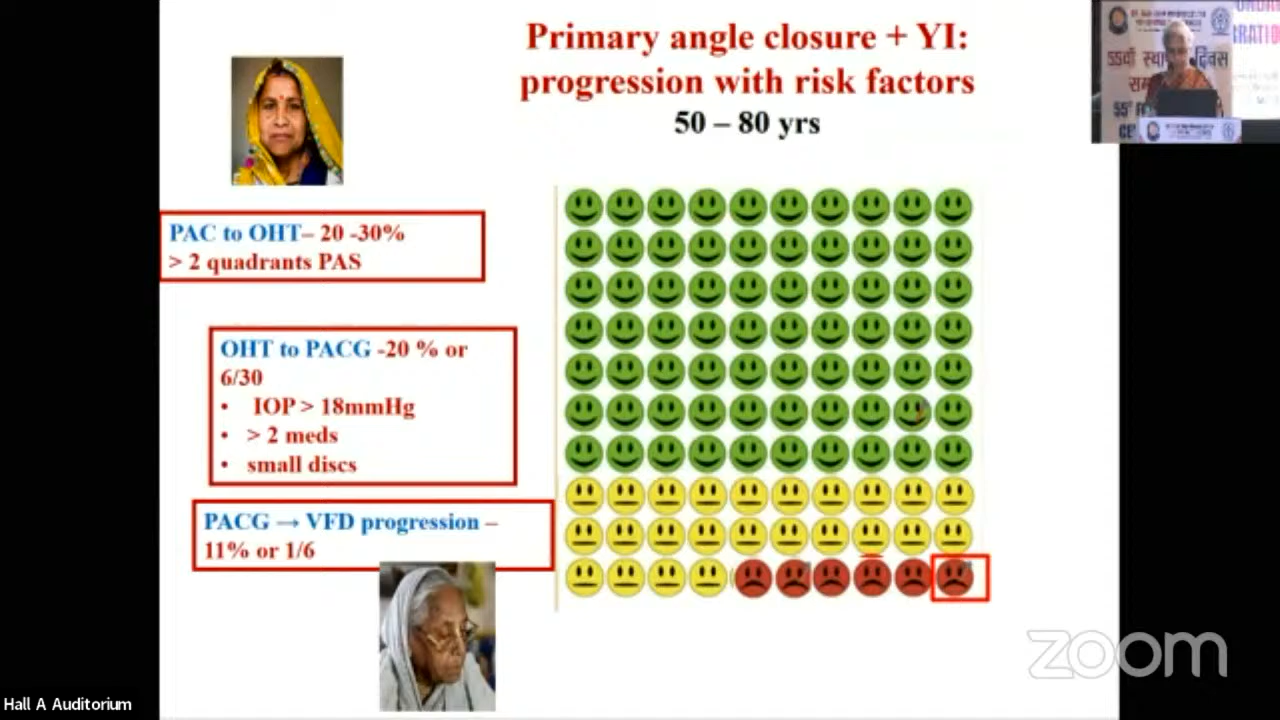 Primary angle closure + YI:
progression with risk factors
50 – 80 yrs
PAC to OHT– 20 -30%
> 2 quadrants PAS
OHT to PACG -20 % or
6/30
• IOP > 18mmHg
• > 2 meds
• small discs
PACG → VFD progression –
11% or 1/6
55वाँ स्था
दिवस
zoom
Hall A Auditorium